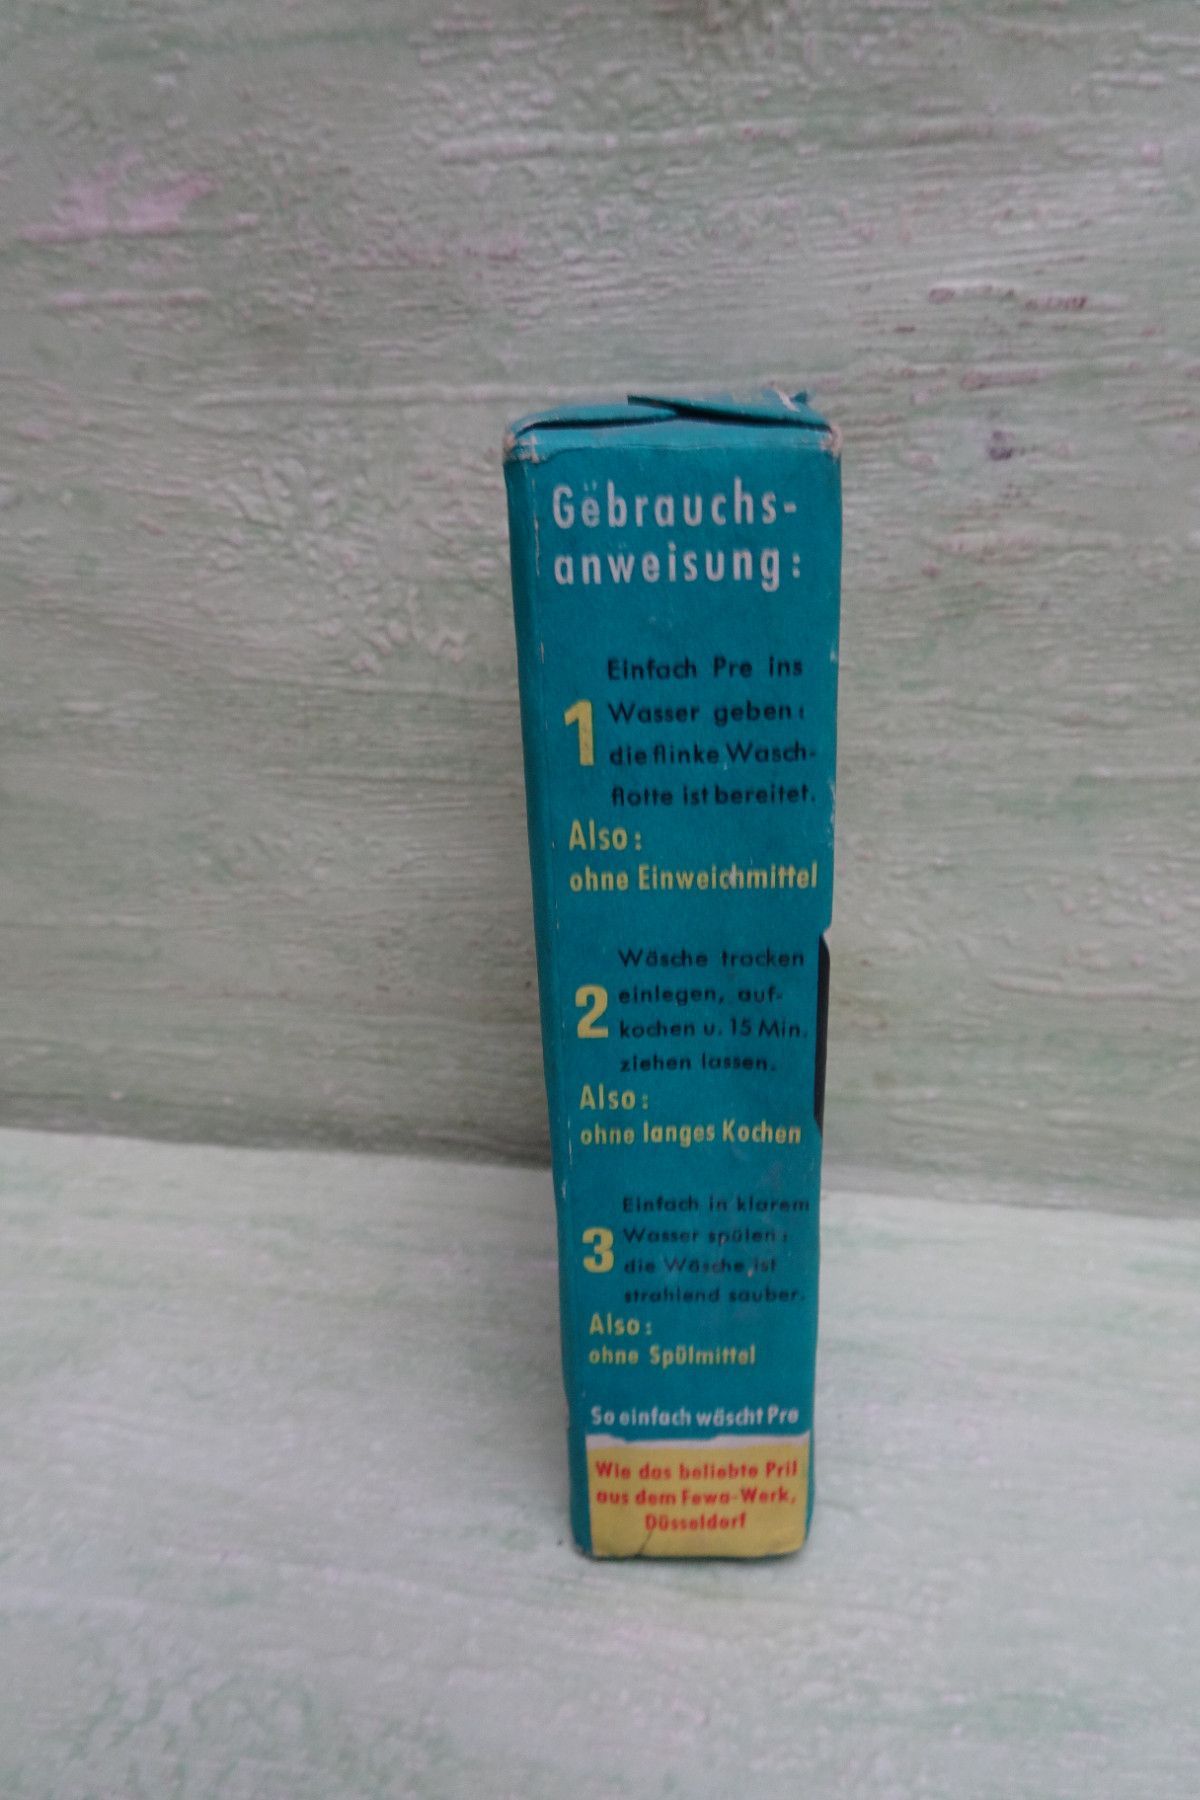 Gebrauchs-
anweisung:
Einfach Pre ins
1 Wasser geben:
die flinke Wasch-
flotte ist bereitet.
Also:
ohne Einweichmittel
Wäsche trocken
2 einlegen, auf-
kochen u. 15 Min.
ziehen lassen.
Also:
ohne langes Kochen
Einfach in klarem
3 Wasser spülen:
die Wäsche ist
strahlend sauber.
Also:
ohne Spülmittel
So einfach wäscht Pre
Wie das beliebte Pril
aus dem Fewa-Werk,
Düsseldorf